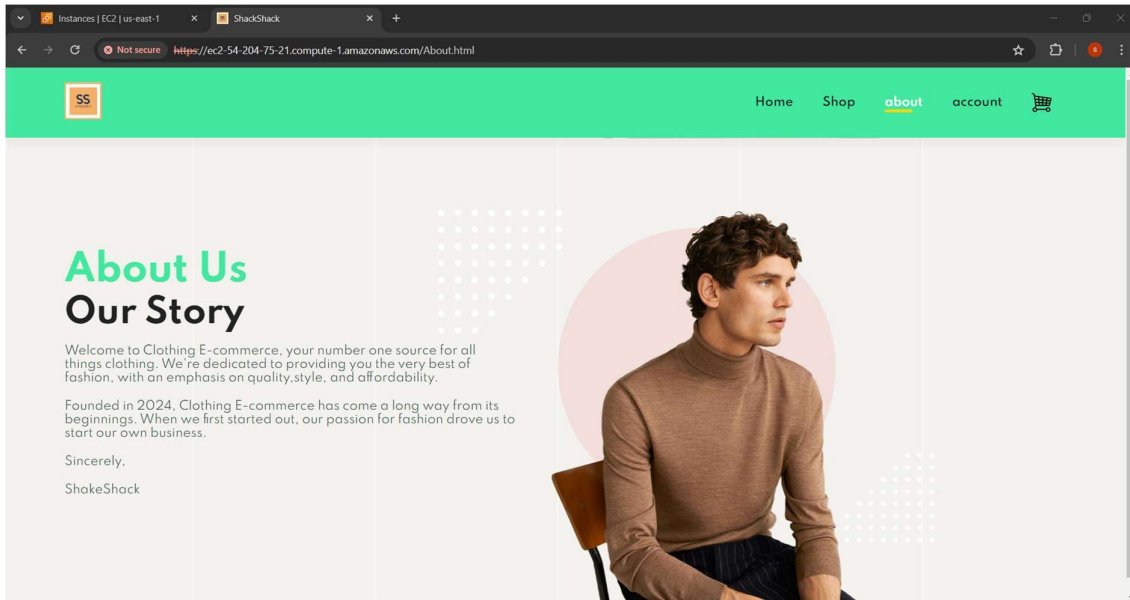 Instances | EC2 | us-east-1
ShackShack
Not secure https://ec2-54-204-75-21.compute-1.amazonaws.com/About.html
S
SS
Home Shop about account
About Us
Our Story
Welcome to Clothing E-commerce, your number one source for all
things clothing. We're dedicated to providing you the very best of
fashion, with an emphasis on quality,style, and affordability.
Founded in 2024, Clothing E-commerce has come a long way from its
beginnings. When we first started out, our passion for fashion drove us to
start our own business.
Sincerely,
ShakeShack